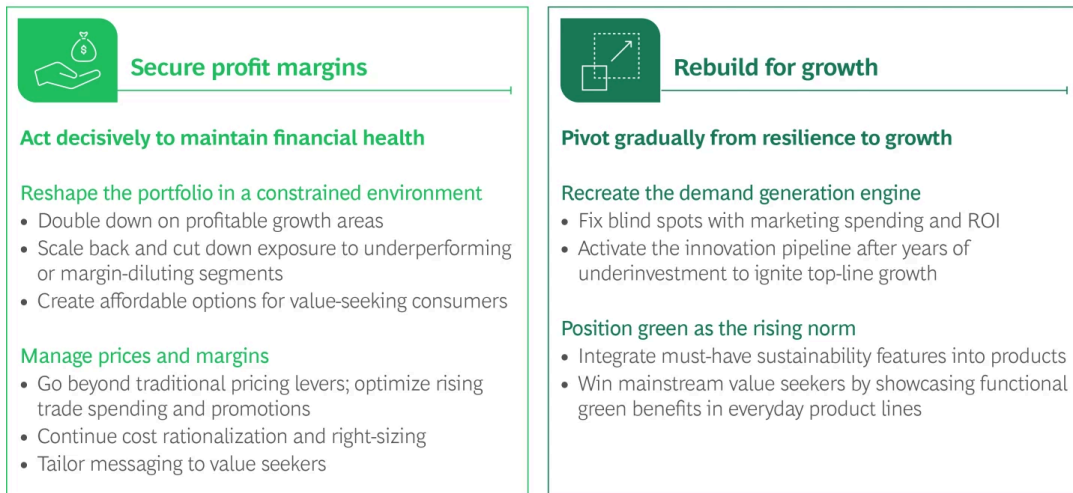 $
Secure profit margins
Act decisively to maintain financial health
Reshape the portfolio in a constrained environment
• Double down on profitable growth areas
• Scale back and cut down exposure to underperforming
or margin-diluting segments
• Create affordable options for value-seeking consumers
Manage prices and margins
• Go beyond traditional pricing levers; optimize rising
trade spending and promotions
• Continue cost rationalization and right-sizing
• Tailor messaging to value seekers
Rebuild for growth
Pivot gradually from resilience to growth
Recreate the demand generation engine
• Fix blind spots with marketing spending and ROI
• Activate the innovation pipeline after years of
underinvestment to ignite top-line growth
Position green as the rising norm
• Integrate must-have sustainability features into products
• Win mainstream value seekers by showcasing functional
green benefits in everyday product lines